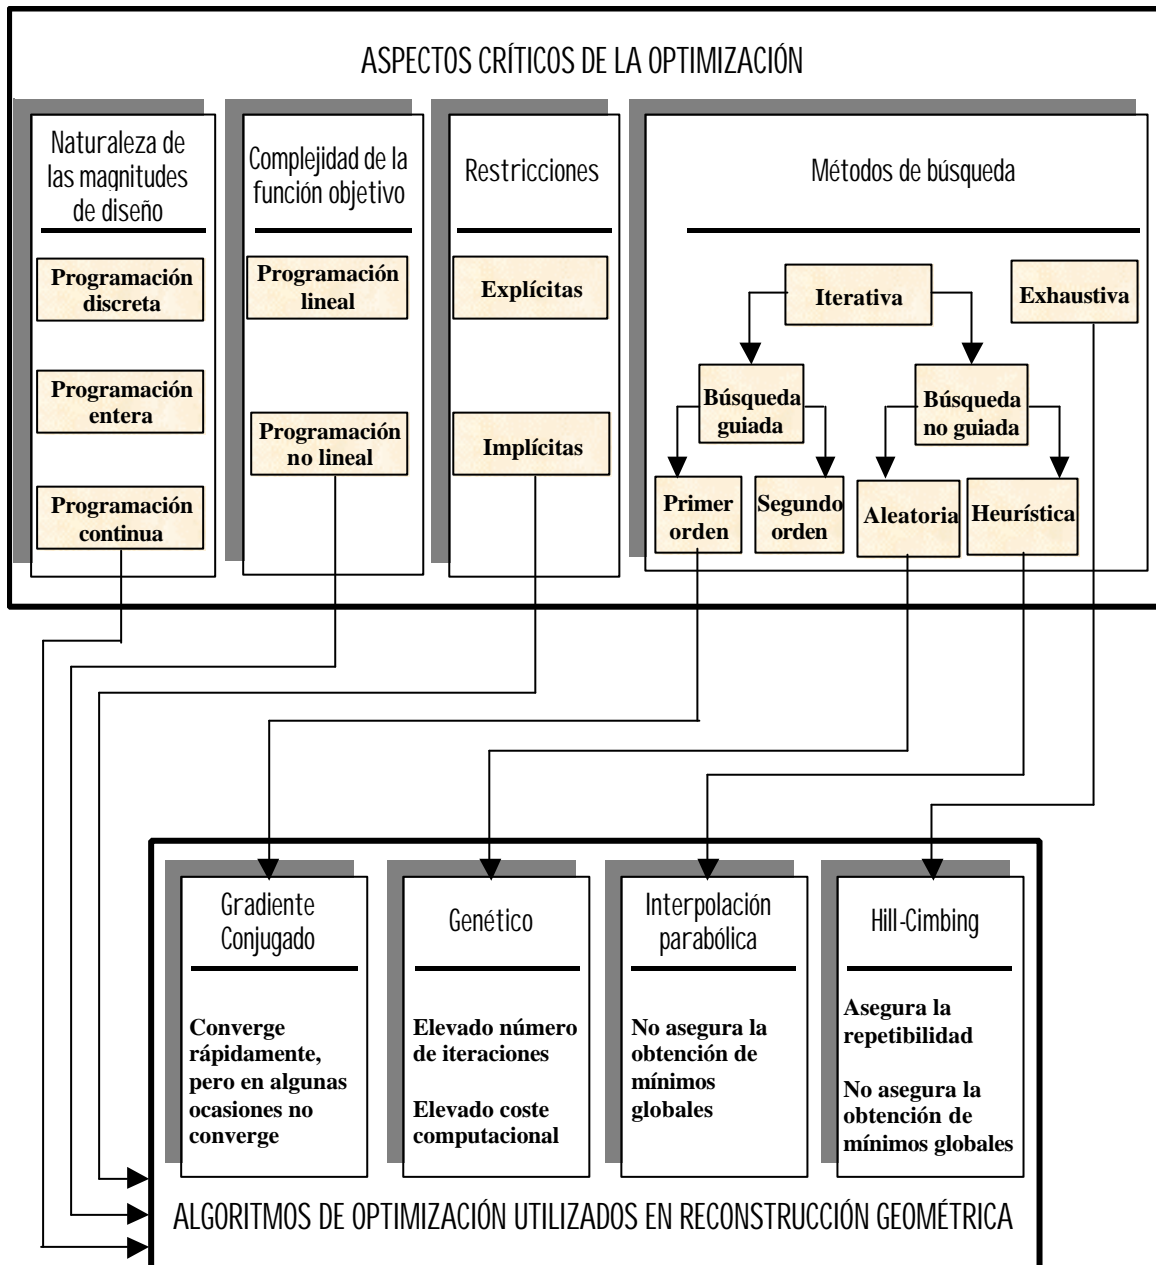 ASPECTOS CRÍTICOS DE LA OPTIMIZACIÓN
Naturaleza de
las magnitudes
de diseño
Programación
discreta
Programación
entera
Programación
continua
Complejidad de la
función objetivo
Programación
lineal
Programación
no lineal
Restricciones
Explícitas
Implícitas
Métodos de búsqueda
Iterativa
Exhaustiva
Búsqueda
guiada
Búsqueda
no guiada
Primer
orden
Segundo
orden
Aleatoria
Heurística
Gradiente
Conjugado
Converge
rápidamente,
pero en algunas
ocasiones no
converge
Genético
Elevado número
de iteraciones
Elevado coste
computacional
Interpolación
parabólica
No asegura la
obtención de
mínimos
globales
Hill-Cimbing
Asegura la
repetibilidad
No asegura la
obtención de
mínimos globales
ALGORITMOS DE OPTIMIZACIÓN UTILIZADOS EN RECONSTRUCCIÓN GEOMÉTRICA